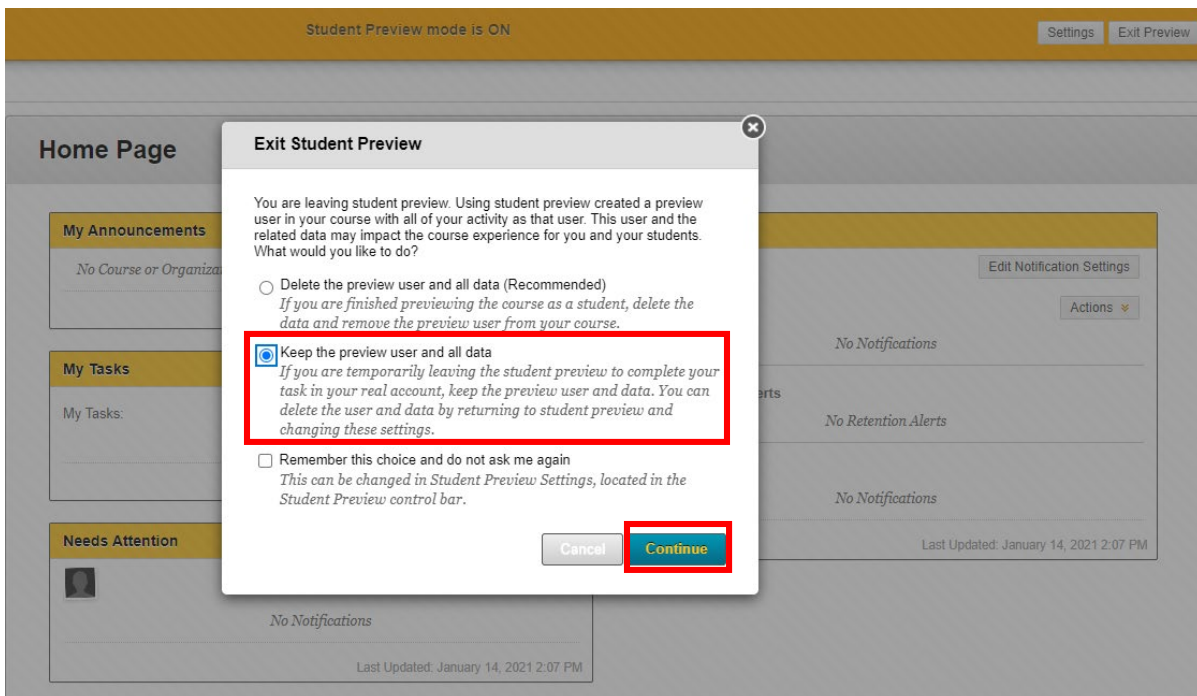 Student Preview mode is ON
Settings
Exit Preview
Home Page
Exit Student Preview
You are leaving student preview. Using student preview created a preview
user in your course with all of your activity as that user. This user and the
related data may impact the course experience for you and your students.
What would you like to do?
Delete the preview user and all data (Recommended)
If you are finished previewing the course as a student, delete the
data and remove the preview user from your course.
Keep the preview user and all data
If you are temporarily leaving the student preview to complete your
task in your real account, keep the preview user and data. You can
delete the user and data by returning to student preview and
changing these settings.
Remember this choice and do not ask me again
This can be changed in Student Preview Settings, located in the
Student Preview control bar.
Cancel
Continue
My Announcements
No Course or
My Tasks
My Tasks:
Needs Attention
No Notifications
Last Updated: January 14, 2021 2:07 PM
Edit Notification Settings
Actions
No Notifications
No Retention Alerts
No Notifications
Last Updated: January 14, 2021 2:07 PM